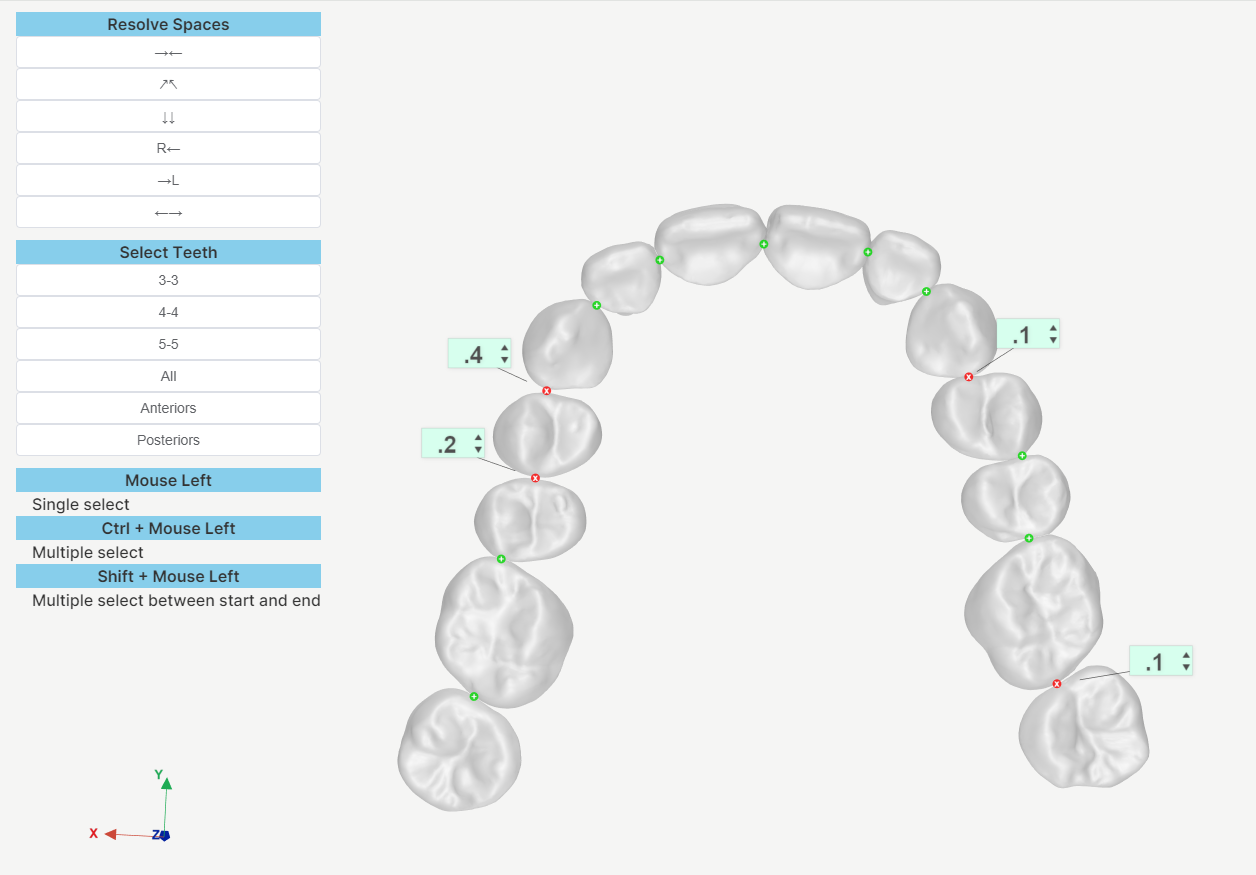 Resolve Spaces
→←
↗↖
↓↓
R←
→L
←→
Select Teeth
3-3
4-4
5-5
All
Anteriors
Posteriors
Mouse Left
Single select
Ctrl + Mouse Left
Multiple select
Shift + Mouse Left
Multiple select between start and end
.4
.1
.2
.1
Y
X
Z